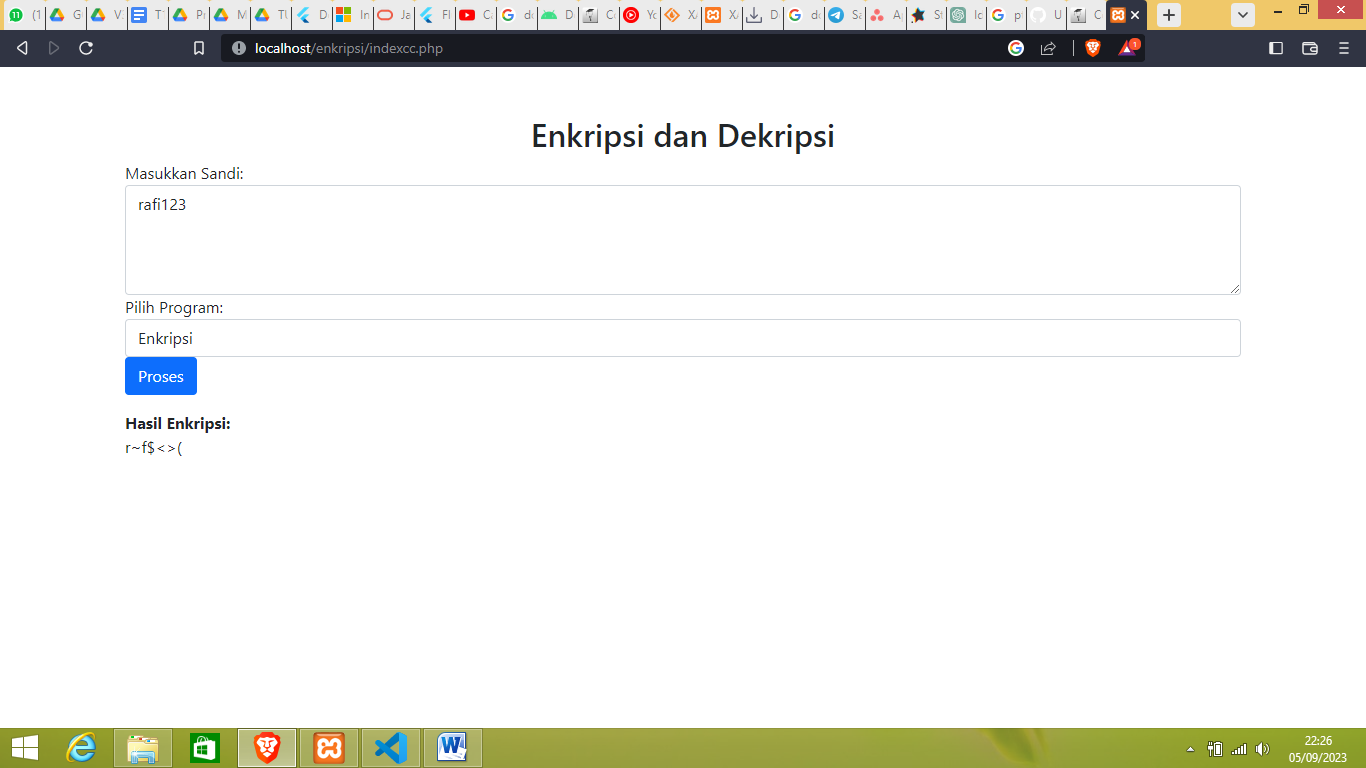 localhost/enkripsi/indexcc.php
Enkripsi dan Dekripsi
Masukkan Sandi:
rafi123
Pilih Program:
Enkripsi
Proses
Hasil Enkripsi:
r~f$<>(
22:26
05/09/2023